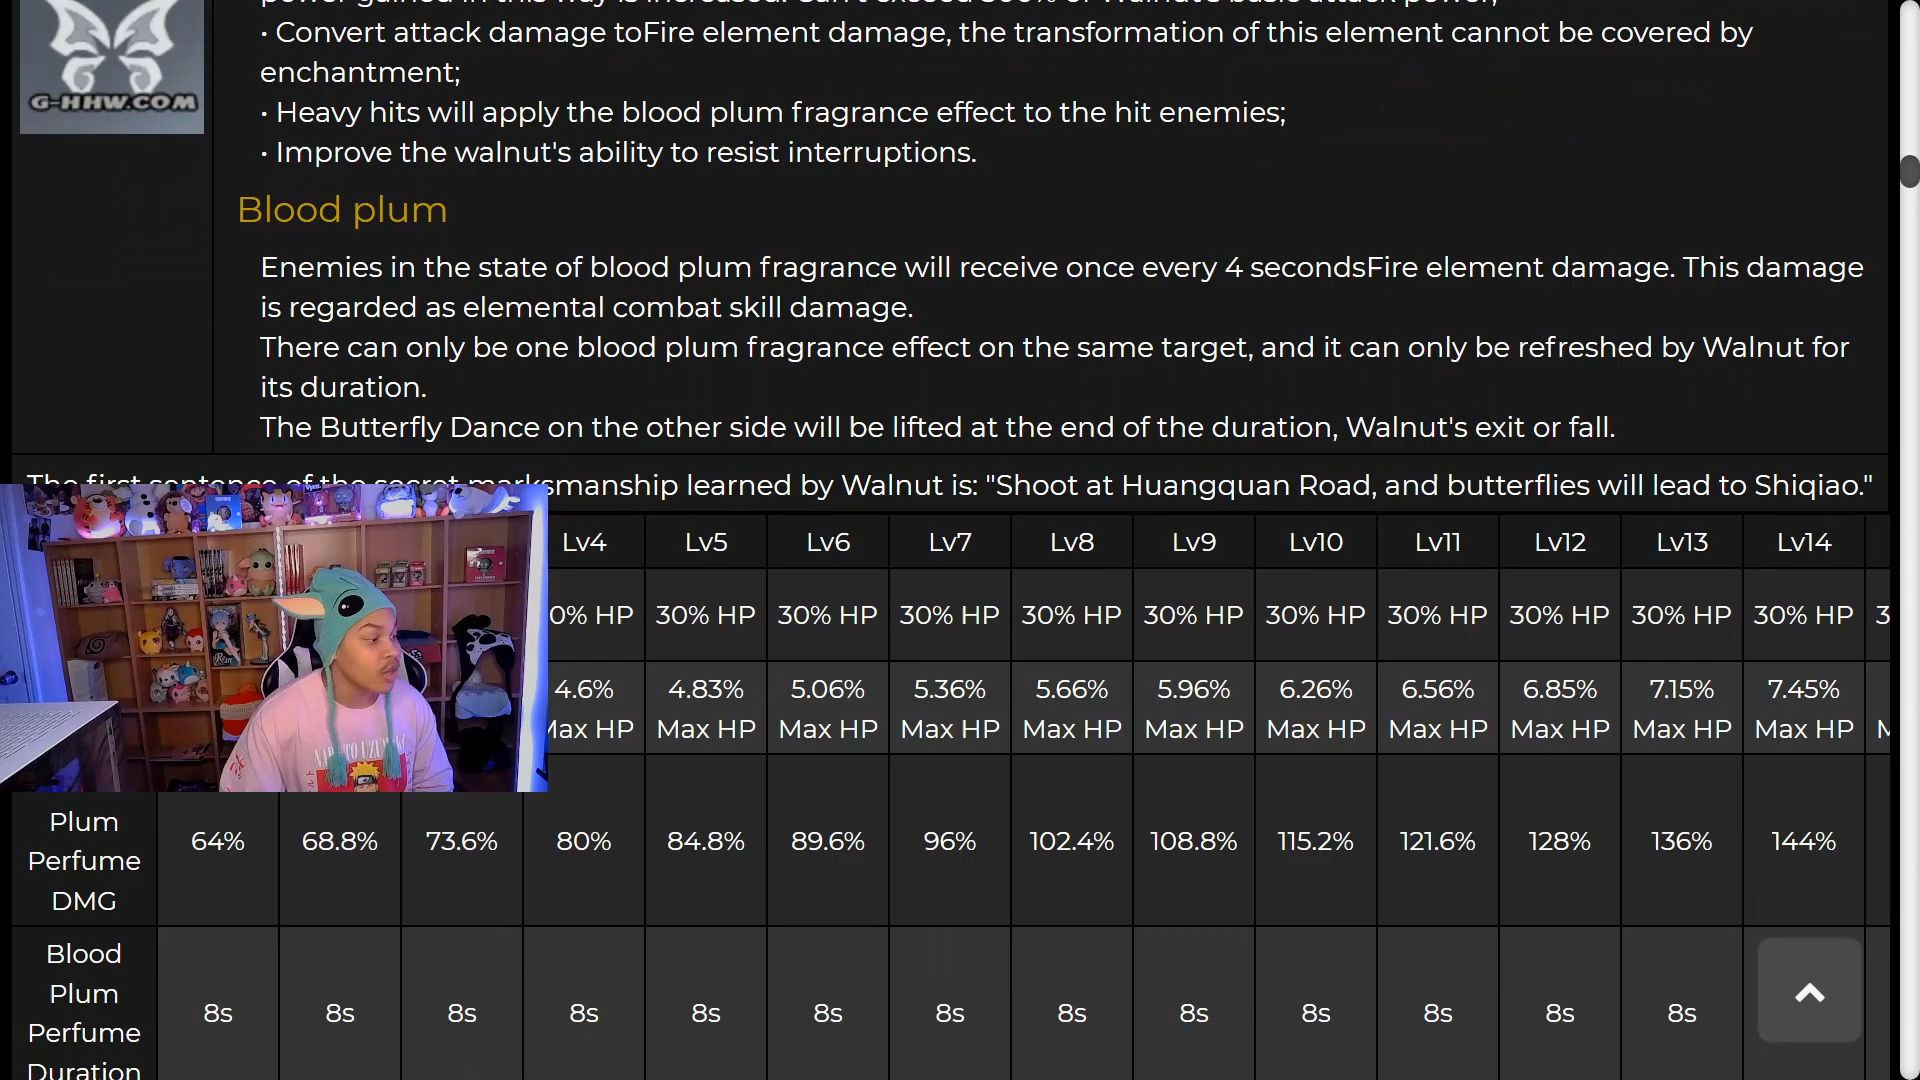 G-HHW.COM
• Convert attack damage toFire element damage, the transformation of this element cannot be covered by
enchantment;
• Heavy hits will apply the blood plum fragrance effect to the hit enemies;
• Improve the walnut's ability to resist interruptions.
Blood plum
Enemies in the state of blood plum fragrance will receive once every 4 secondsFire element damage. This damage
is regarded as elemental combat skill damage.
There can only be one blood plum fragrance effect on the same target, and it can only be refreshed by Walnut for
its duration.
The Butterfly Dance on the other side will be lifted at the end of the duration, Walnut's exit or fall.
The first sentence of the secret marksmanship learned by Walnut is: "Shoot at Huangquan Road, and butterflies will lead to Shiqiao."
Lv4 Lv5 Lv6 Lv7 Lv8 Lv9 Lv10 Lv11 Lv12 Lv13 Lv14
0% HP 30% HP 30% HP 30% HP 30% HP 30% HP 30% HP 30% HP 30% HP 30% HP 30% HP 3
4.6% 4.83% 5.06% 5.36% 5.66% 5.96% 6.26% 6.56% 6.85% 7.15% 7.45%
Max HP Max HP Max HP Max HP Max HP Max HP Max HP Max HP Max HP Max HP Max HP
Plum
Perfume
DMG
64% 68.8% 73.6% 80% 84.8% 89.6% 96% 102.4% 108.8% 115.2% 121.6% 128% 136% 144%
Blood
Plum
Perfume
Duration
8s 8s 8s 8s 8s 8s 8s 8s 8s 8s 8s 8s 8s